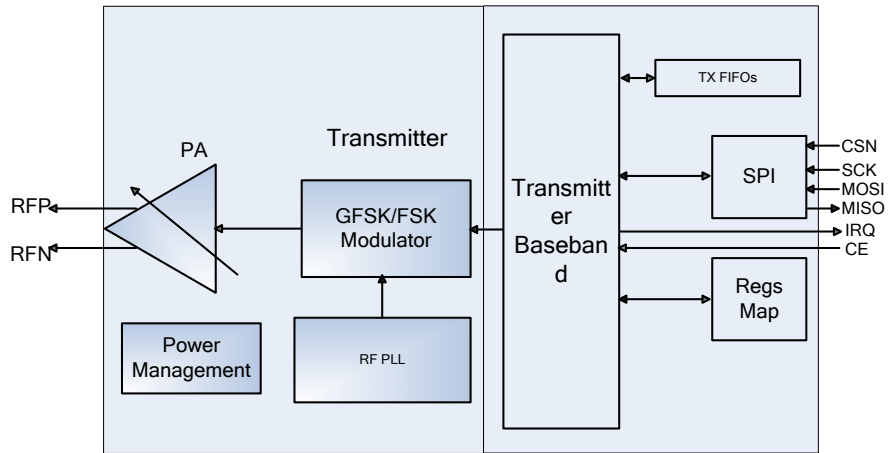 TX FIFOs
PA
Transmitter
CSN
SPI
SCK
MOSI
MISO
RFP
GFSK/FSK
Modulator
Transmitt
er
Baseban
d
IRQ
CE
RFN
Regs
Map
Power
Management
RF PLL